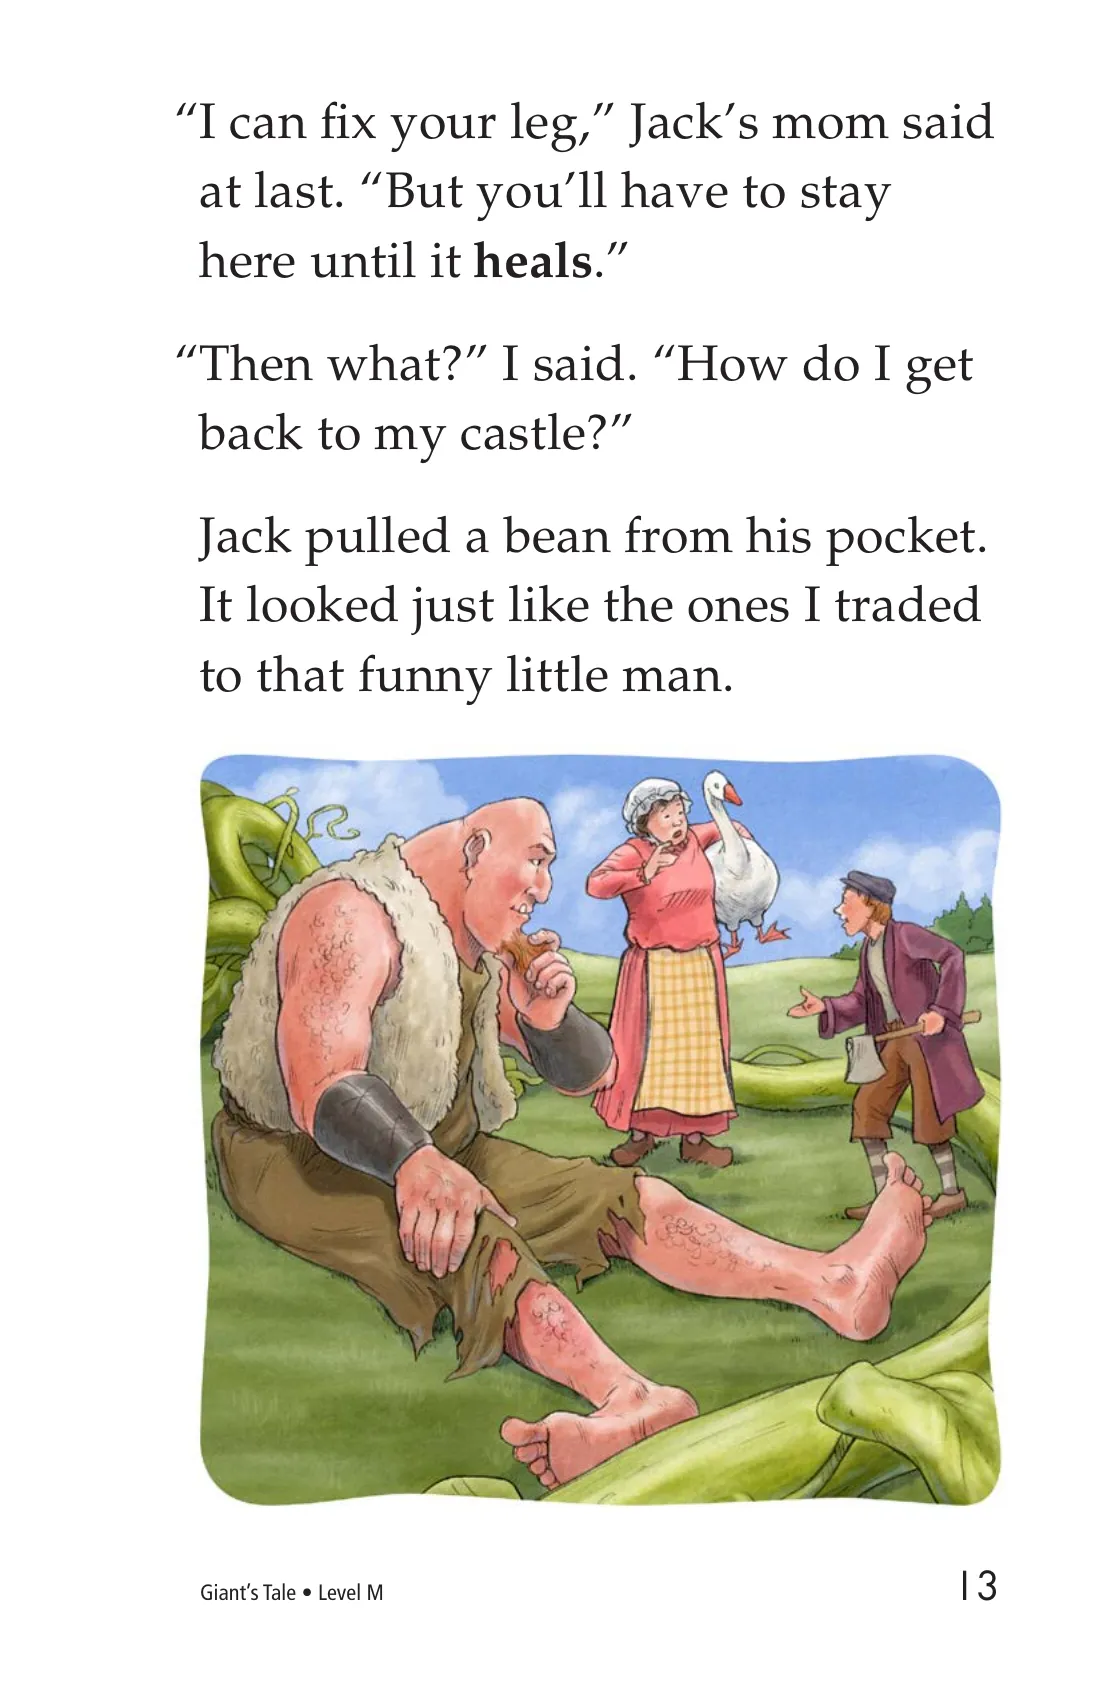 “I can fix your leg,” Jack’s mom said
at last. “But you’ll have to stay
here until it heals.”
“Then what?” I said. “How do I get
back to my castle?”
Jack pulled a bean from his pocket.
It looked just like the ones I traded
to that funny little man.
Giant’s Tale • Level M
13